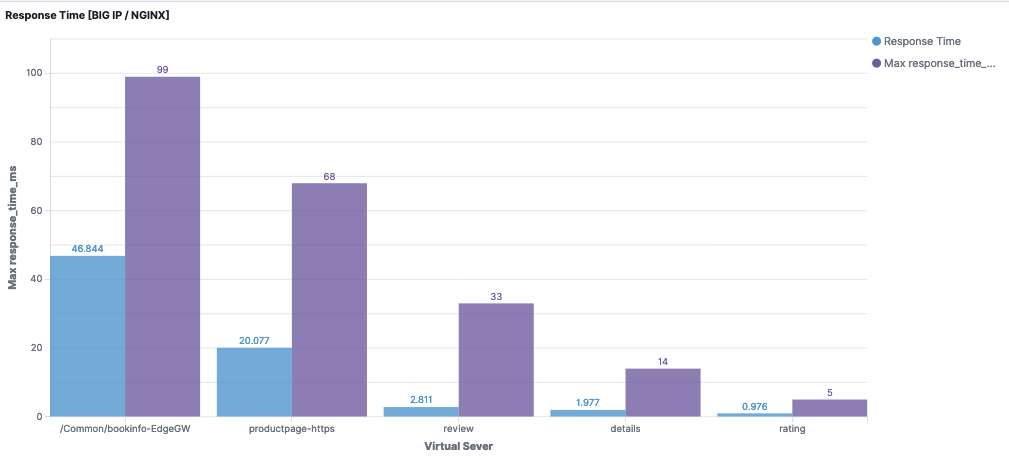 Response Time [BIG IP / NGINX]
Response Time
Max response_time_...
Max response_time_ms
100
80
60
40
20
0
46.844
99
20.077
68
2.811
33
1.977
14
0.976
5
/Common/bookinfo-EdgeGW
productpage-https
review
details
rating
Virtual Sever